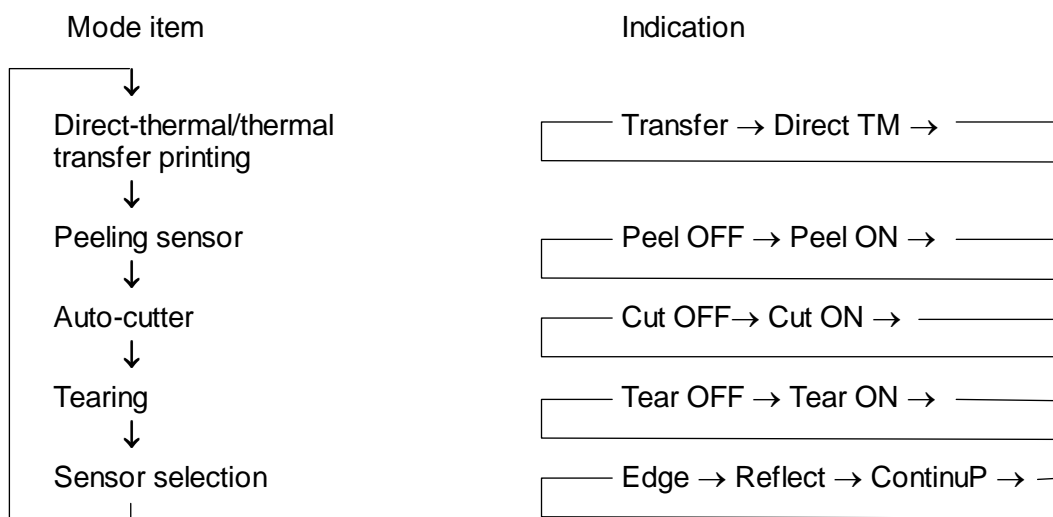 Mode item Indication
Direct-thermal/thermal
transfer printing
Transfer → Direct TM →
Peeling sensor
Peel OFF → Peel ON →
Auto-cutter
Cut OFF→ Cut ON →
Tearing
Tear OFF → Tear ON →
Sensor selection
Edge → Reflect → ContinuP →